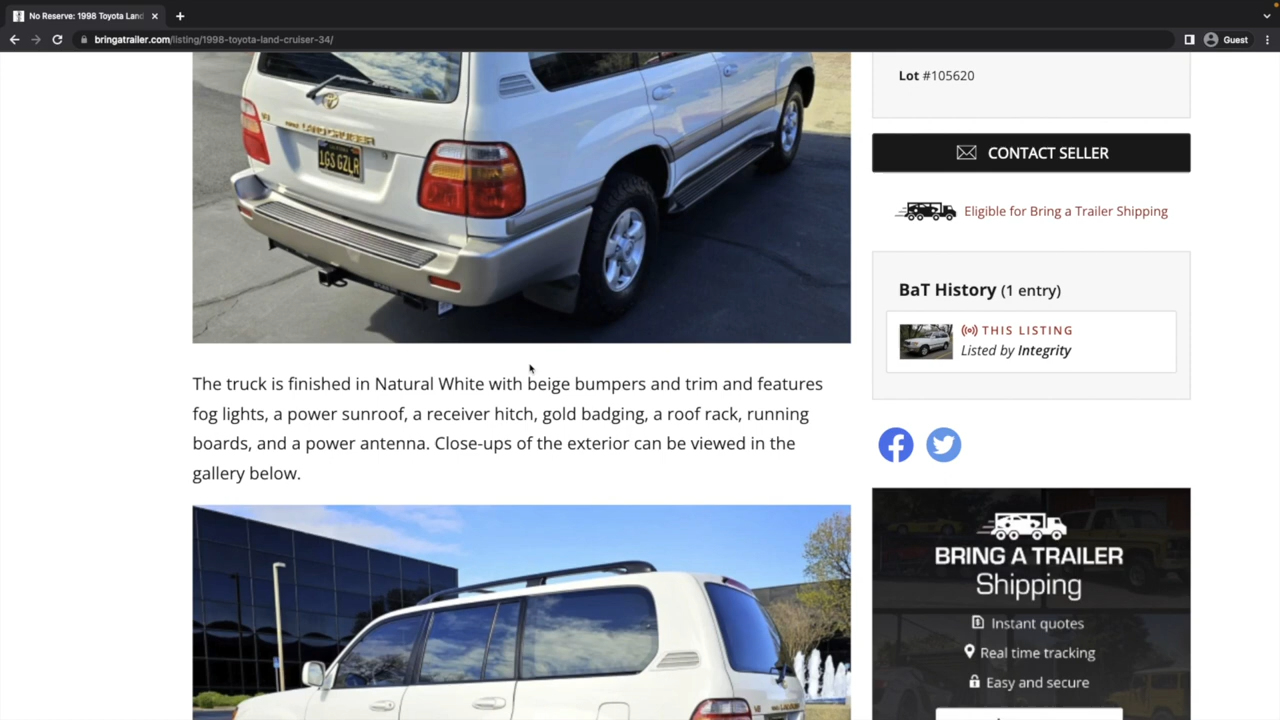 No Reserve: 1998 Toyota Land
bringatrailer.com/listing/1998-toyota-land-cruiser-34/
Guest
LAND CRUISER
1GS GZLR
Lot #105620
CONTACT SELLER
Eligible for Bring a Trailer Shipping
BaT History (1 entry)
THIS LISTING
Listed by Integrity
The truck is finished in Natural White with beige bumpers and trim and features
fog lights, a power sunroof, a receiver hitch, gold badging, a roof rack, running
boards, and a power antenna. Close-ups of the exterior can be viewed in the
gallery below.
BRING A TRAILER
Shipping
Instant quotes
Real time tracking
Easy and secure